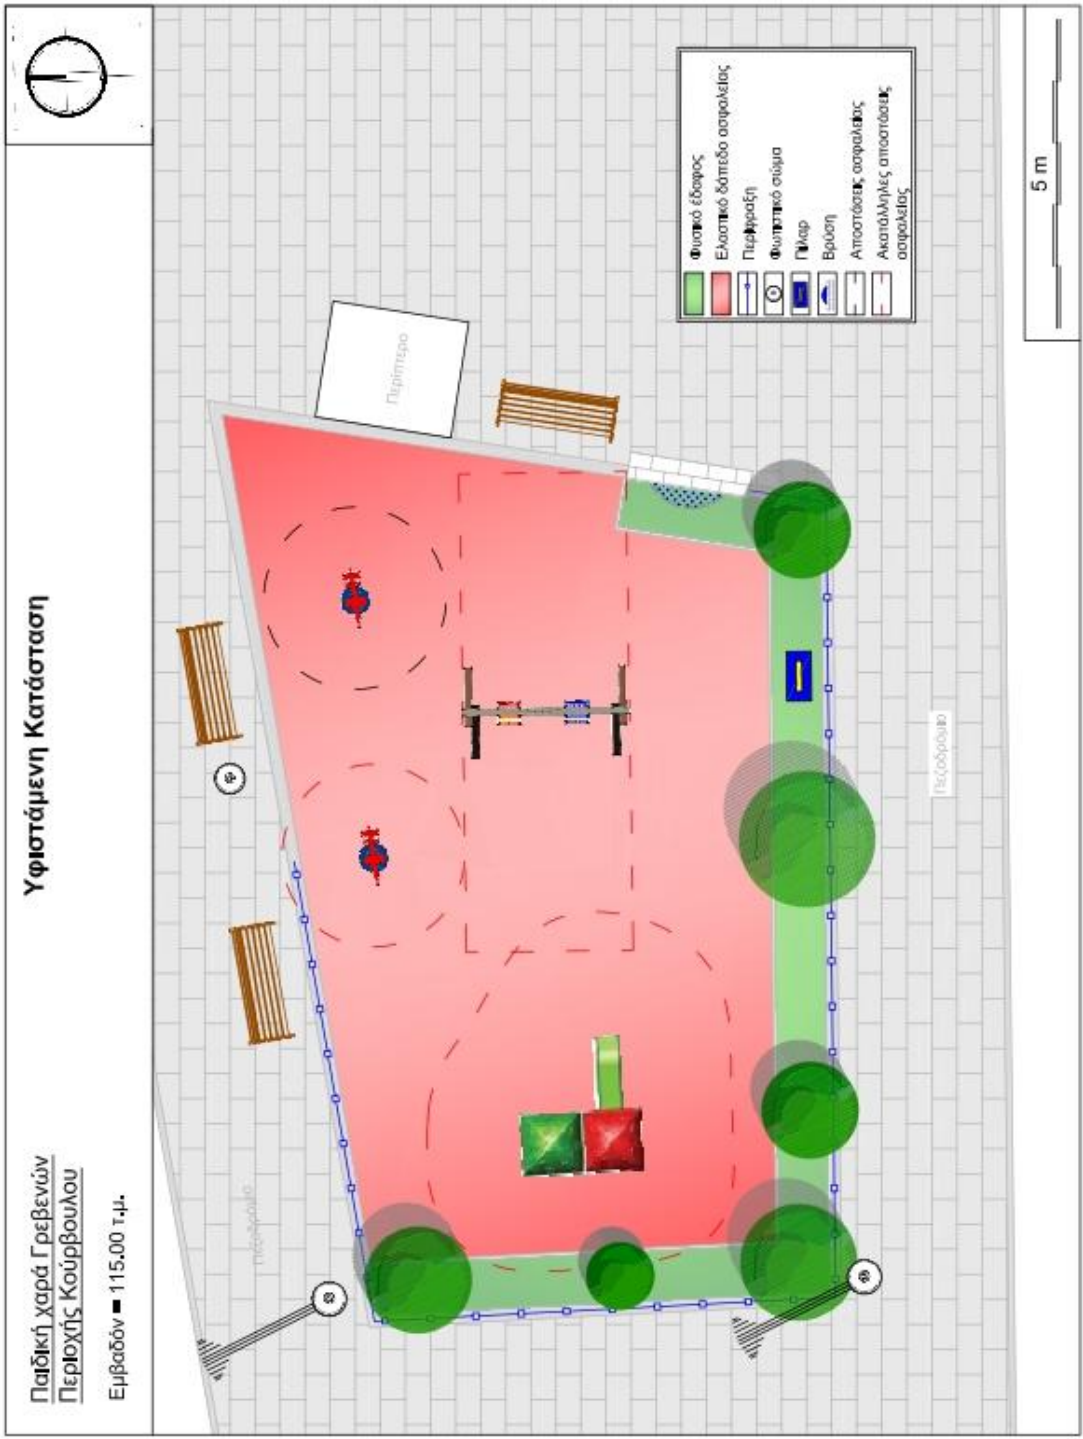 Παιδική χαρά Γρεβενών
Περιοχής Κούρβουλου
Εμβαδόν = 115.00 τ.μ.
Υφιστάμενη Κατάσταση
Πεζοδρόμιο
Περίπτερο
Πεζοδρόμιο
Φυσικό έδαφος
Ελαστικό δάπεδο ασφαλείας
Περίφραξη
Φωτιστικό σώμα
Πίλαρ
Βρύση
Αποστάσεις ασφαλείας
Ακατάλληλες αποστάσεις
ασφαλείας
5 m